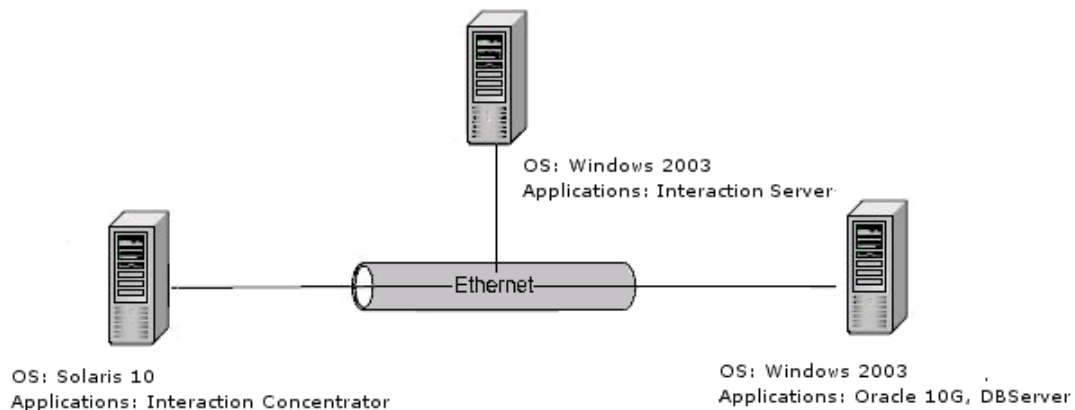 OS: Windows 2003
Applications: Interaction Server
Ethernet
OS: Solaris 10
Applications: Interaction Concentrator
OS: Windows 2003
Applications: Oracle 10G, DBServer